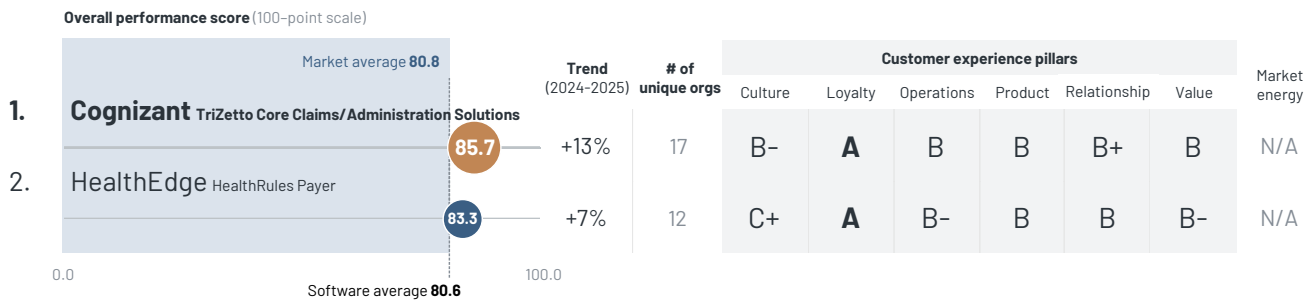 Overall performance score (100-point scale)
Market average 80.8
Trend
(2024-2025)
# of
unique orgs
Customer experience pillars
Culture Loyalty Operations Product Relationship Value
Market
energy
1. Cognizant TriZetto Core Claims/Administration Solutions
85.7 +13% 17 B- A B B B+ B N/A
2. HealthEdge HealthRules Payer
83.3 +7% 12 C+ A B- B B B- N/A
0.0 100.0
Software average 80.6